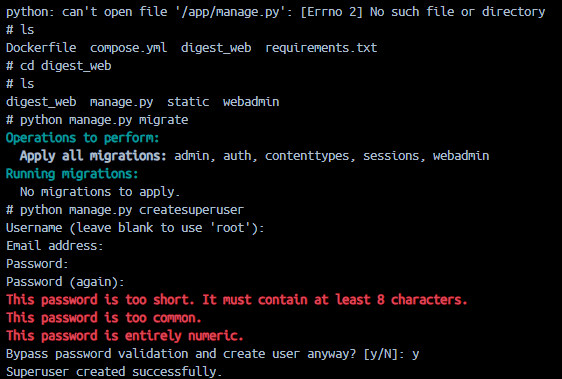 python: can't open file '/app/manage.py': [Errno 2] No such file or directory
# ls
Dockerfile  compose.yml  digest_web  requirements.txt
# cd digest_web
# ls
digest_web  manage.py  static  webadmin
# python manage.py migrate
Operations to perform:
  Apply all migrations: admin, auth, contenttypes, sessions, webadmin
Running migrations:
  No migrations to apply.
# python manage.py createsuperuser
Username (leave blank to use 'root'):
Email address:
Password:
Password (again):
This password is too short. It must contain at least 8 characters.
This password is too common.
This password is entirely numeric.
Bypass password validation and create user anyway? [y/N]: y
Superuser created successfully.